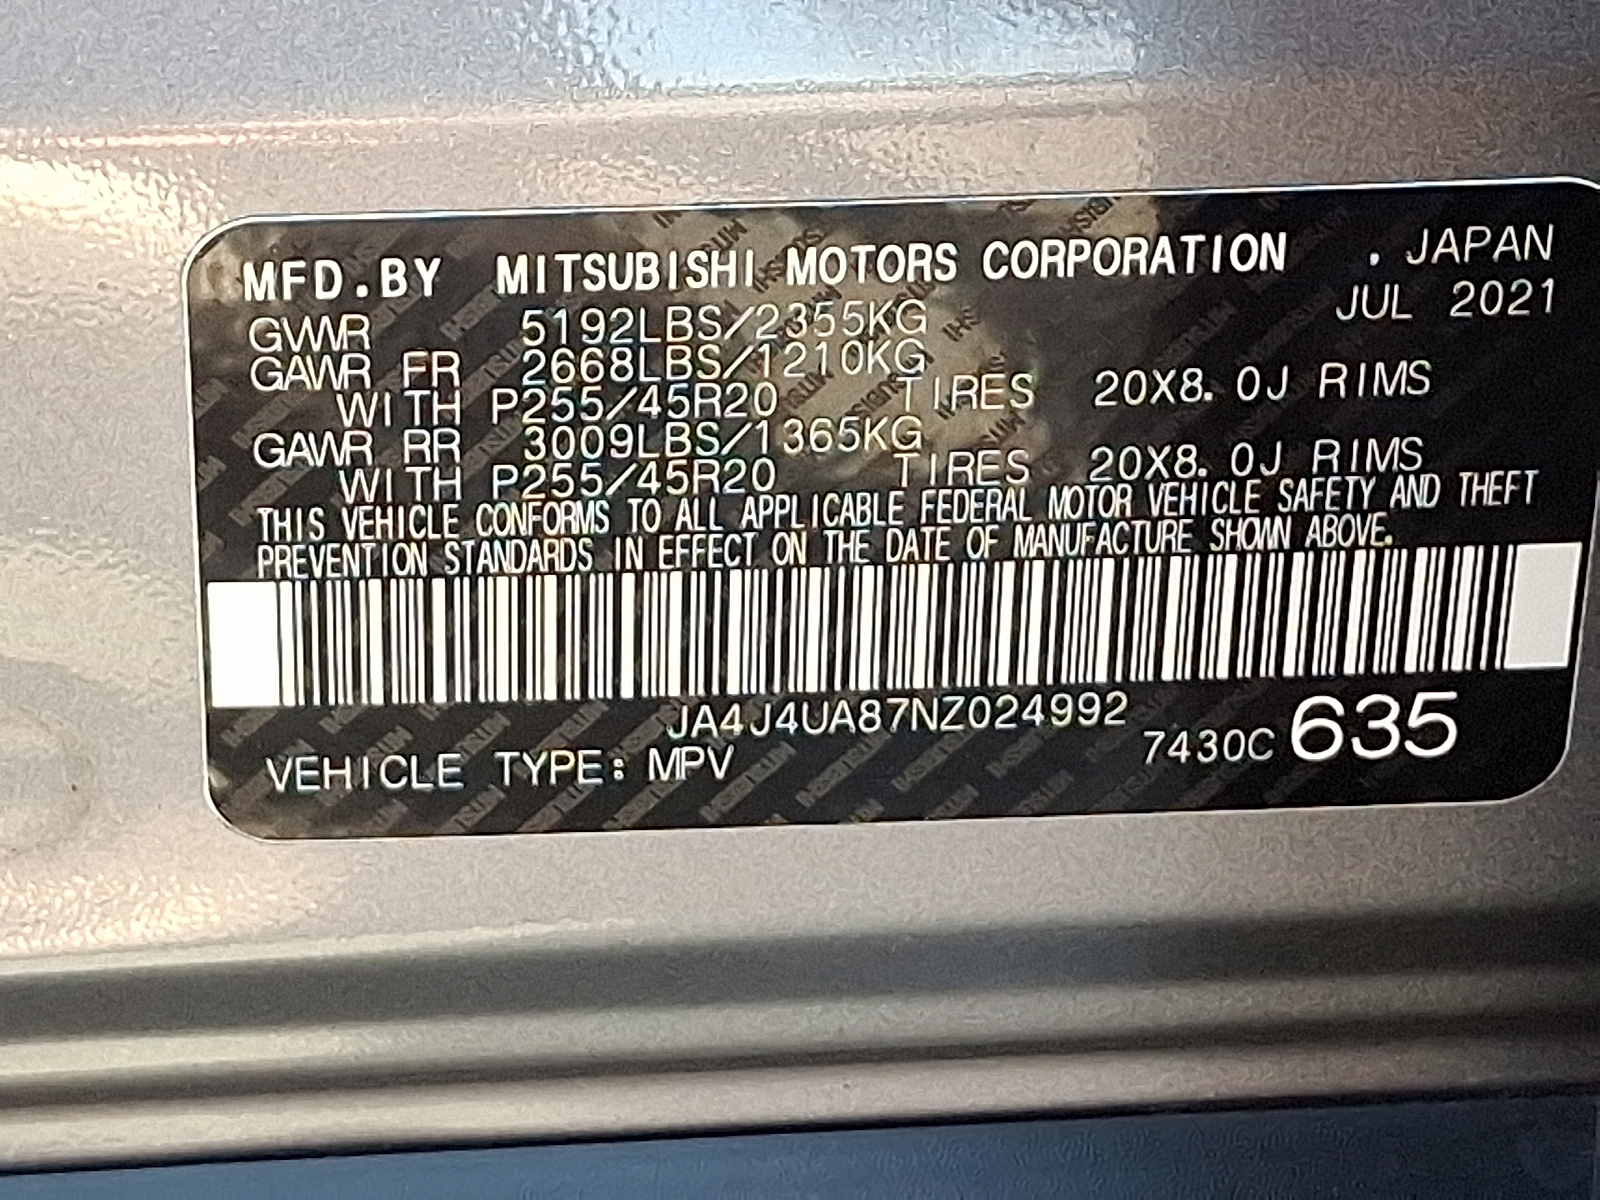 MFD.BY MITSUBISHI MOTORS CORPORATION . JAPAN
JUL 2021
GVWR 5192LBS/2355KG
GAWR FR 2668LBS/1210KG
WITH P255/45R20 TIRES 20X8.0J RIMS
GAWR RR 3009LBS/1365KG
WITH P255/45R20 TIRES 20X8.0J RIMS
THIS VEHICLE CONFORMS TO ALL APPLICABLE FEDERAL MOTOR VEHICLE SAFETY AND THEFT
PREVENTION STANDARDS IN EFFECT ON THE DATE OF MANUFACTURE SHOWN ABOVE.
JA4J4UA87NZ024992
7430C 635
VEHICLE TYPE: MPV